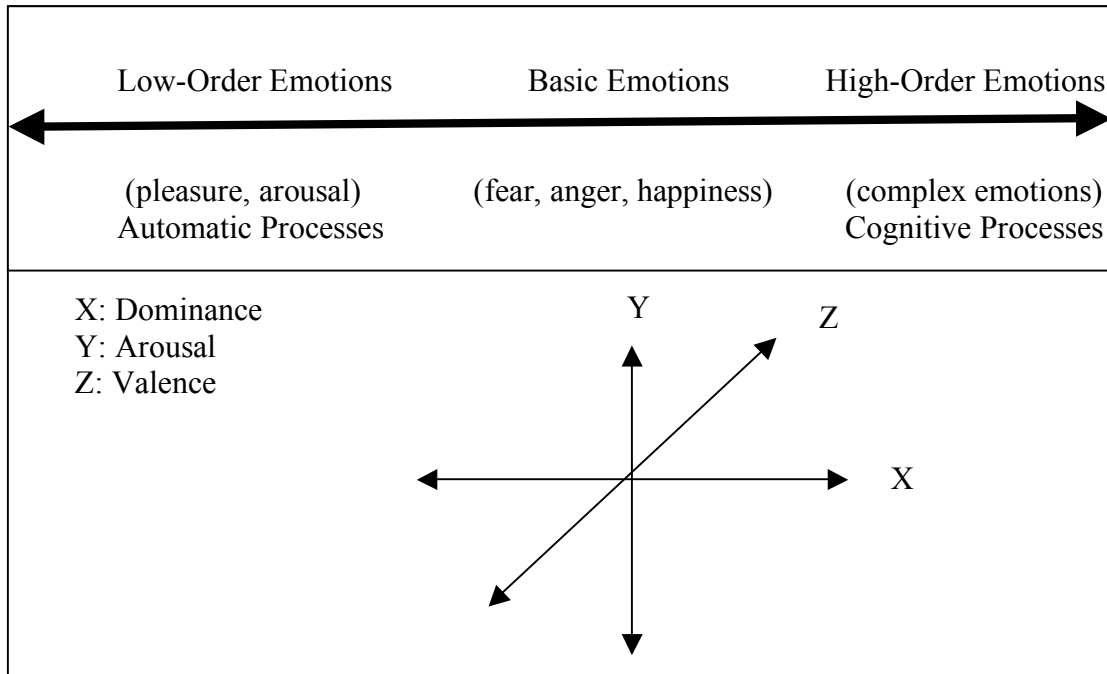 Low-Order Emotions Basic Emotions High-Order Emotions
(pleasure, arousal) (fear, anger, happiness) (complex emotions)
Automatic Processes Cognitive Processes
X: Dominance
Y: Arousal
Z: Valence
Y
Z
X